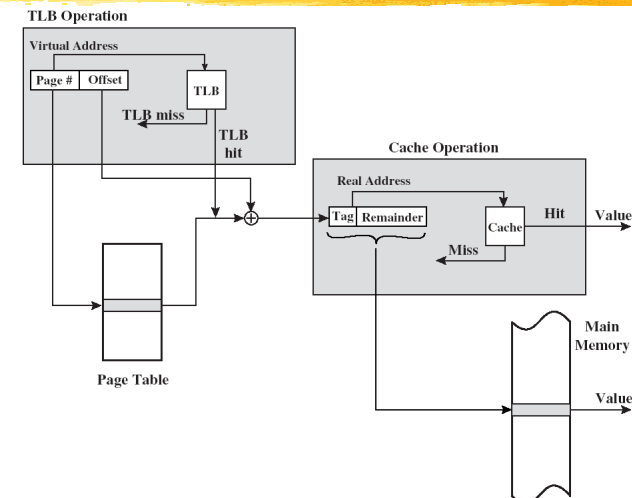 TLB Operation
Virtual Address
Page # Offset
TLB
TLB miss
TLB
hit
Cache Operation
Real Address
Tag Remainder
Cache
Hit
Value
Miss
Page Table
Main
Memory
Value